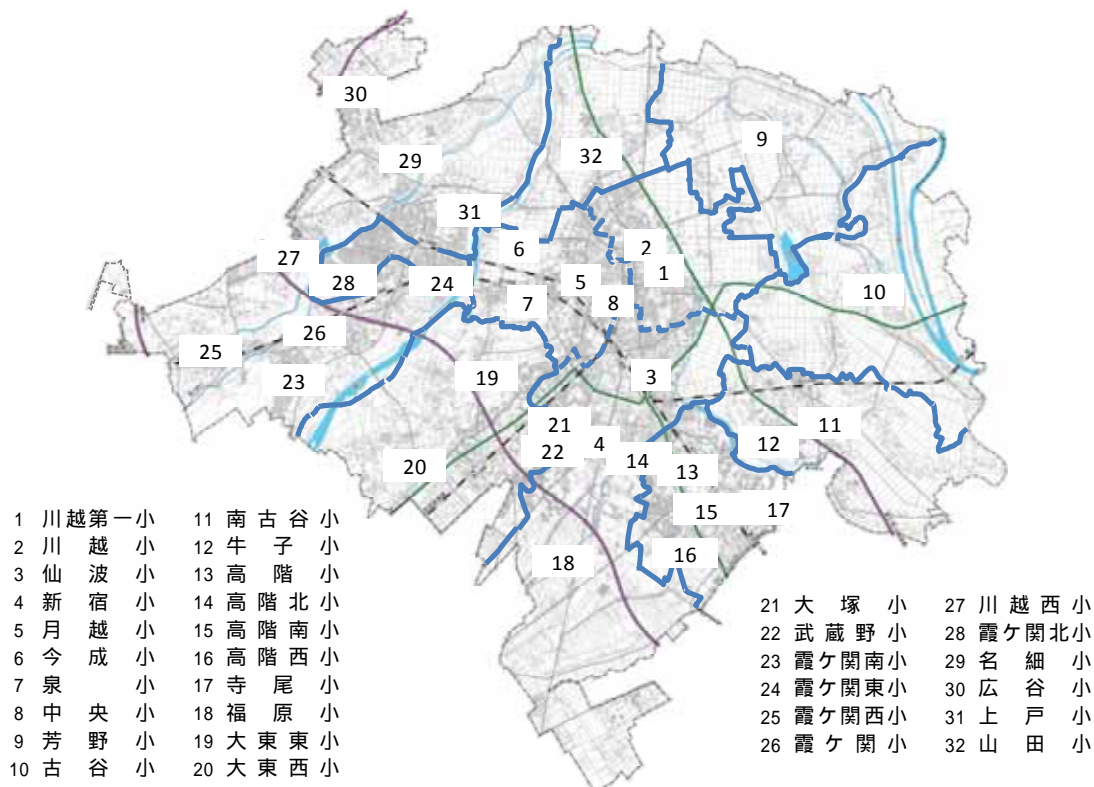 30
9
29
32
31
6
2
27
5
1
28
24
7
8
10
26
25
23
19
3
21
11
4
12
22
14
20
13
15
17
18
16
1 川越第一小
2 川越小
3 仙波小
4 新宿小
5 月越小
6 今成小
7 泉小
8 中央小
9 芳野小
10 古谷小
11 南古谷小
12 牛子小
13 高階小
14 高階北小
15 高階南小
16 高階西小
17 寺尾小
18 福原小
19 大東東小
20 大東西小
21 大塚小
22 武蔵野小
23 霞ケ関南小
24 霞ケ関東小
25 霞ケ関西小
26 霞ケ関小
27 川越西小
28 霞ケ関北小
29 名細小
30 広谷小
31 上戸小
32 山田小